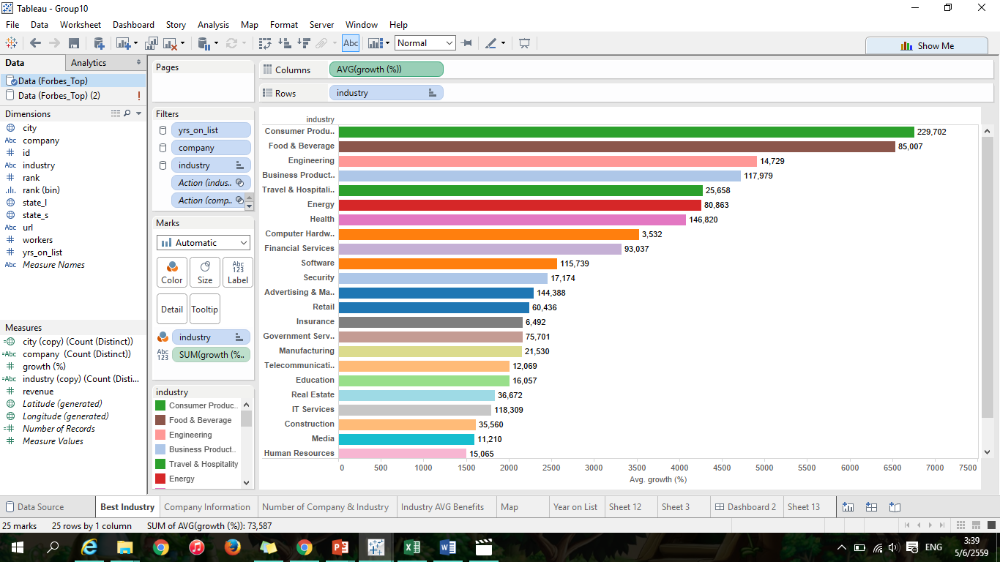 Tableau - Group10
File Data Worksheet Dashboard Story Analysis Map Format Server Window Help
Abc Normal Show Me
Data Analytics
Data (Forbes_Top)
Data (Forbes_Top) (2) !
Dimensions
city
Abc company
id
Abc industry
rank
rank (bin)
state_l
state_s
Abc url
workers
yrs_on_list
Abc Measure Names
Measures
city (copy) (Count (Distinct))
=Abc company (Count (Distinct))
growth (%)
=Abc industry (copy) (Count (Disti...
revenue
Latitude (generated)
Longitude (generated)
Number of Records
Measure Values
Pages
Filters
yrs_on_list
company
industry
Action (indus..
Action (comp..
Marks
Automatic
Color Size Abc 123 Label
Detail Tooltip
industry
Abc 123 SUM(growth (%..
industry
Consumer Produc..
Food & Beverage
Engineering
Business Product..
Travel & Hospitality
Energy
Columns AVG(growth (%))
Rows industry
industry
Consumer Produ.. 229,702
Food & Beverage 85,007
Engineering 14,729
Business Product.. 117,979
Travel & Hospitali.. 25,658
Energy 80,863
Health 146,820
Computer Hardw.. 3,532
Financial Services 93,037
Software 115,739
Security 17,174
Advertising & Ma.. 144,388
Retail 60,436
Insurance 6,492
Government Serv.. 75,701
Manufacturing 21,530
Telecommunicati.. 12,069
Education 16,057
Real Estate 36,672
IT Services 118,309
Construction 35,560
Media 11,210
Human Resources 15,065
0 500 1000 1500 2000 2500 3000 3500 4000 4500 5000 5500 6000 6500 7000 7500
Avg. growth (%)
Data Source Best Industry Company Information Number of Company & Industry Industry AVG Benefits Map Year on List Sheet 12 Sheet 3 Dashboard 2 Sheet 13
25 marks 25 rows by 1 column SUM of AVG(growth (%)): 73,587
ENG 3:39
5/6/2559